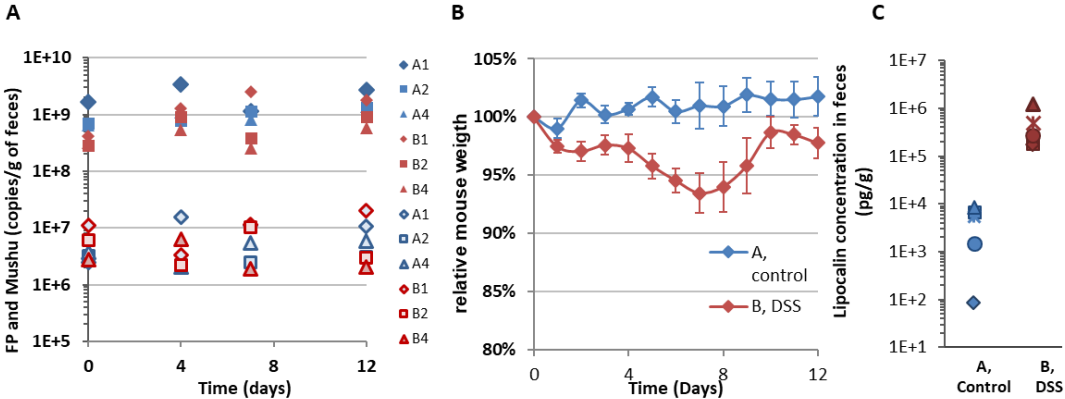 A
FP and Mushu (copies/g of feces)
1E+10
1E+9
1E+8
1E+7
1E+6
1E+5
0
4
8
12
Time (days)
A1
A2
A4
B1
B2
B4
A1
A2
A4
B1
B2
B4
B
relative mouse weigth
105%
100%
95%
90%
85%
80%
0
4
8
12
Time (Days)
A,
control
B, DSS
C
Lipocalin concentration in feces
(pg/g)
1E+7
1E+6
1E+5
1E+4
1E+3
1E+2
1E+1
A,
Control
B,
DSS